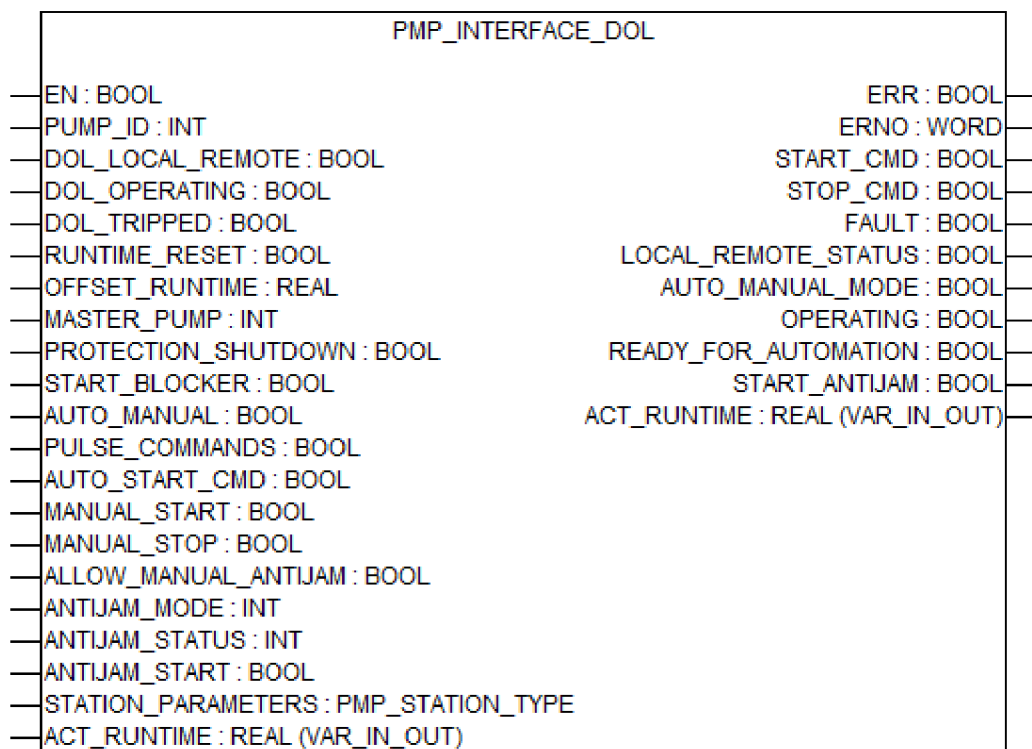 PMP_INTERFACE_DOL
EN : BOOL
ERR : BOOL
PUMP_ID : INT
ERNO : WORD
DOL_LOCAL_REMOTE : BOOL
START_CMD : BOOL
DOL_OPERATING : BOOL
STOP_CMD : BOOL
DOL_TRIPPED : BOOL
FAULT : BOOL
RUNTIME_RESET : BOOL
LOCAL_REMOTE_STATUS : BOOL
OFFSET_RUNTIME : REAL
AUTO_MANUAL_MODE : BOOL
MASTER_PUMP : INT
OPERATING : BOOL
PROTECTION_SHUTDOWN : BOOL
READY_FOR_AUTOMATION : BOOL
START_BLOCKER : BOOL
START_ANTIJAM : BOOL
AUTO_MANUAL : BOOL
ACT_RUNTIME : REAL (VAR_IN_OUT)
PULSE_COMMANDS : BOOL
AUTO_START_CMD : BOOL
MANUAL_START : BOOL
MANUAL_STOP : BOOL
ALLOW_MANUAL_ANTIJAM : BOOL
ANTIJAM_MODE : INT
ANTIJAM_STATUS : INT
ANTIJAM_START : BOOL
STATION_PARAMETERS : PMP_STATION_TYPE
ACT_RUNTIME : REAL (VAR_IN_OUT)